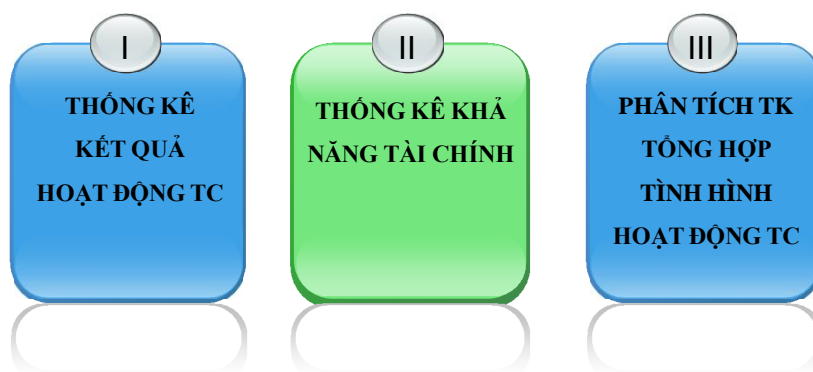 I
THỐNG KÊ
KẾT QUẢ
HOẠT ĐỘNG TC
II
THỐNG KÊ KHẢ
NĂNG TÀI CHÍNH
III
PHÂN TÍCH TK
TỔNG HỢP
TÌNH HÌNH
HOẠT ĐỘNG TC